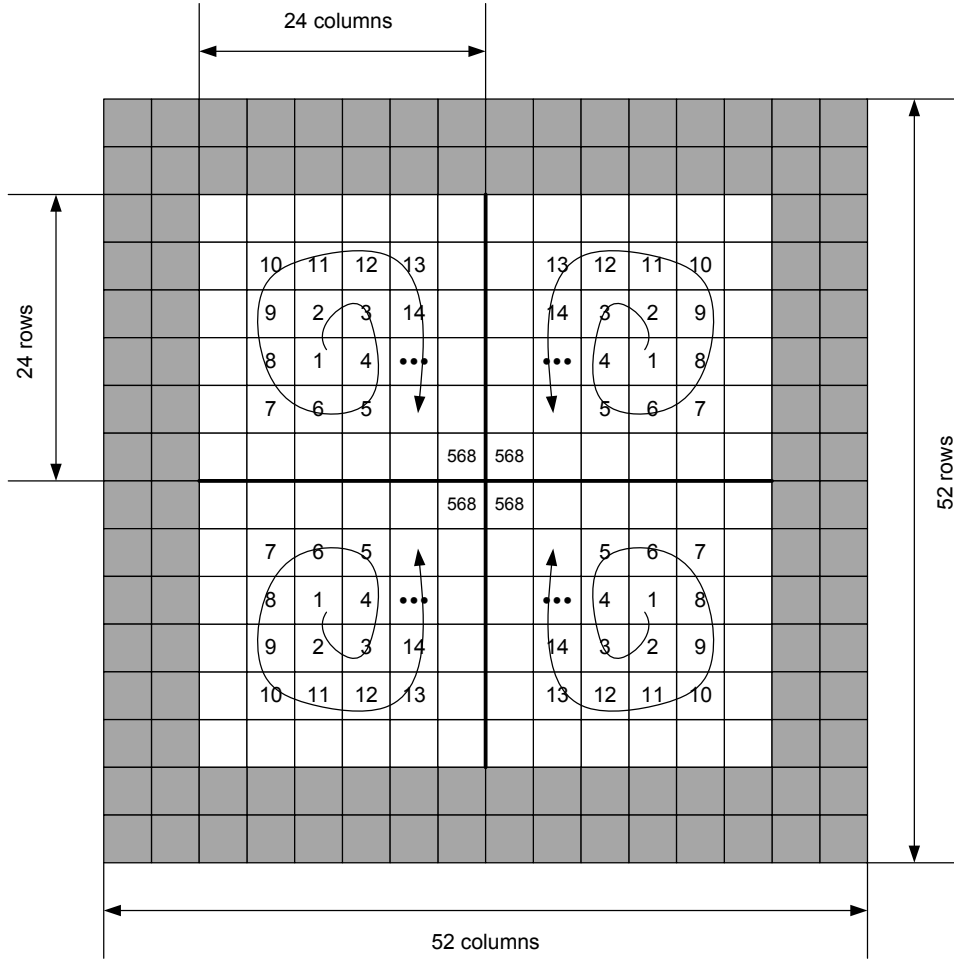 24 columns
10 11 12 13 13 12 11 10
9 2 3 14 14 3 2 9
24 rows
8 1 4 ••• ••• 4 1 8
7 6 5 5 6 7
568 568
52 rows
568 568
7 6 5 5 6 7
8 1 4 ••• ••• 4 1 8
9 2 3 14 14 3 2 9
10 11 12 13 13 12 11 10
52 columns